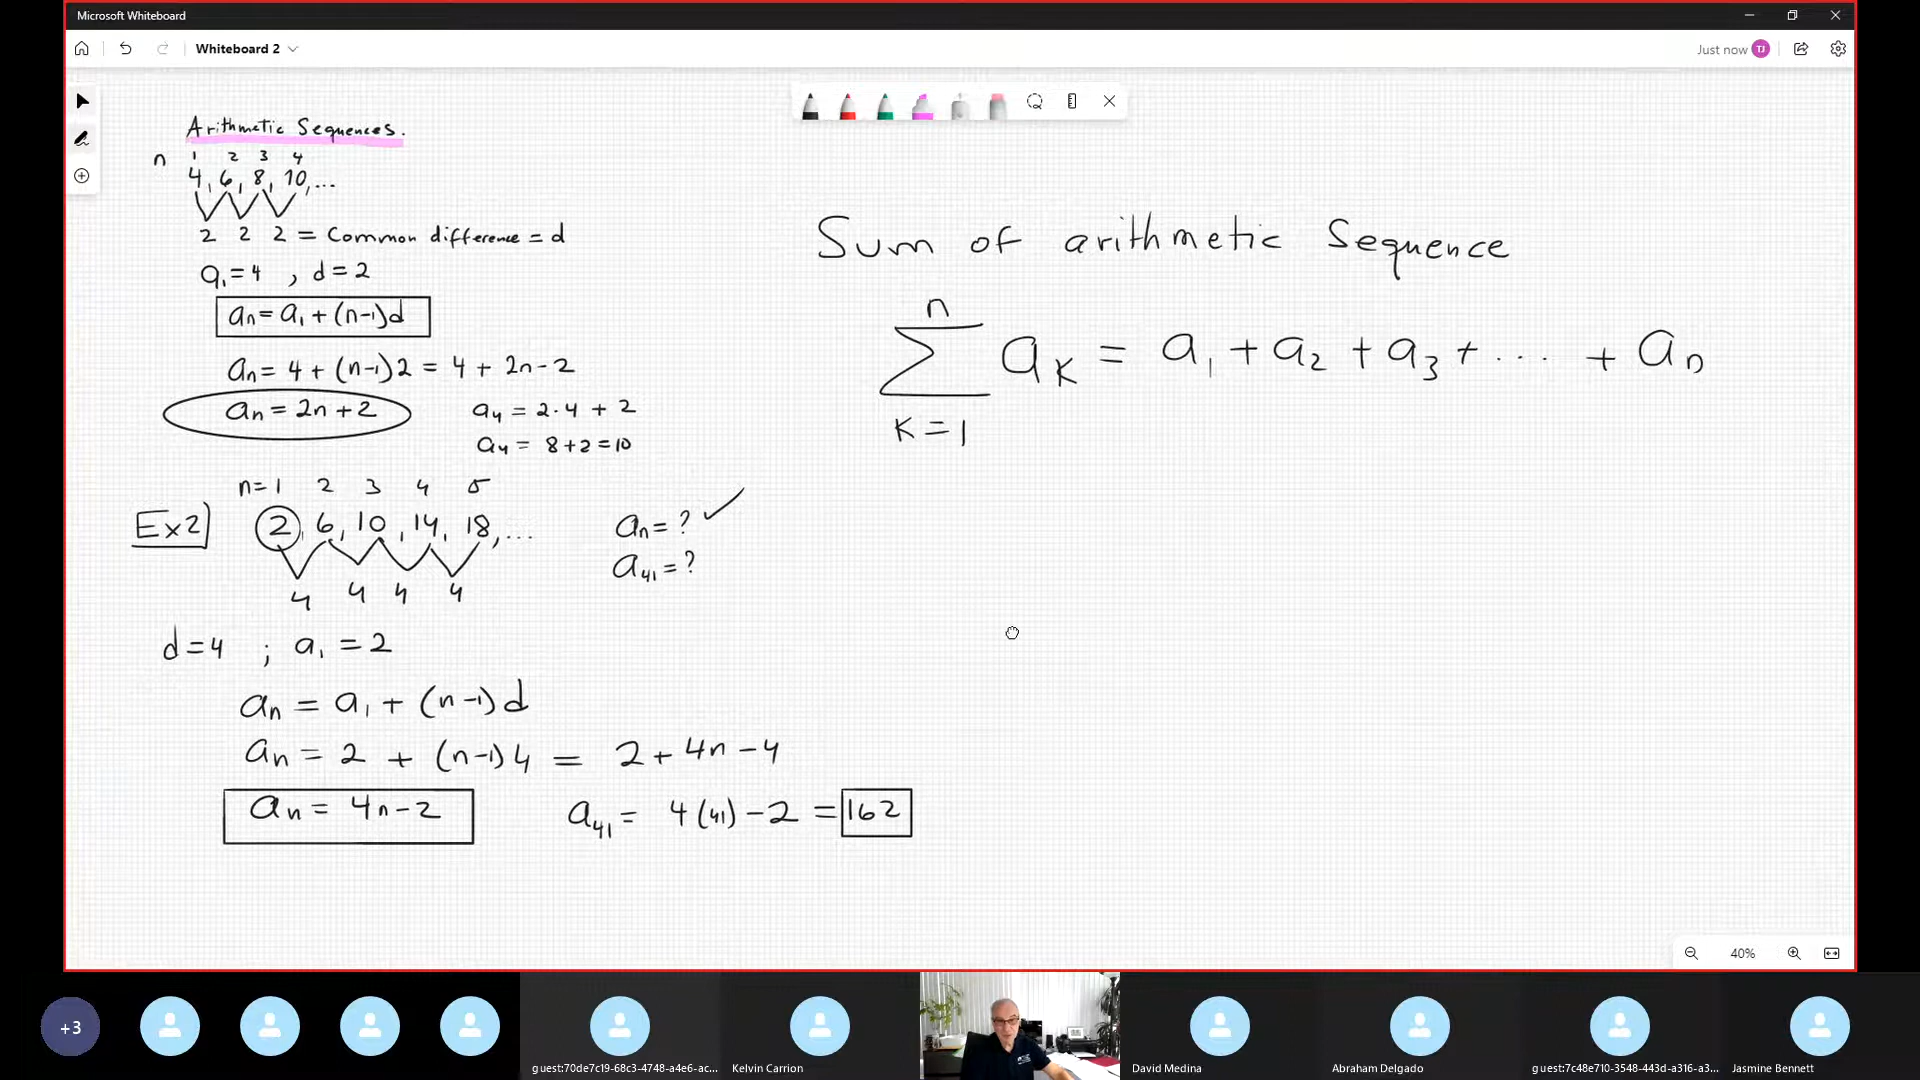 Microsoft Whiteboard
Whiteboard 2
Just now TJ
Arithmetic Sequences.
n 1 2 3 4
4, 6, 8, 10, ...
2 2 2 = Common difference = d
a₁ = 4 , d = 2
aₙ = a₁ + (n-1)d
aₙ = 4 + (n-1)2 = 4 + 2n - 2
aₙ = 2n + 2
a₄ = 2·4 + 2
a₄ = 8 + 2 = 10
n = 1 2 3 4 5
Ex2 2, 6, 10, 14, 18, ...
4 4 4 4
aₙ = ? ✓
a₄₁ = ?
d = 4 ; a₁ = 2
aₙ = a₁ + (n-1)d
aₙ = 2 + (n-1)4 = 2 + 4n - 4
aₙ = 4n - 2
a₄₁ = 4(41) - 2 = 162
Sum of arithmetic Sequence
n
∑ aₖ = a₁ + a₂ + a₃ + ... + aₙ
k = 1
40%
+3
guest:70de7c19-68c3-4748-a4e6-ac...
Kelvin Carrion
David Medina
Abraham Delgado
guest:7c48e710-3548-443d-a316-a3...
Jasmine Bennett